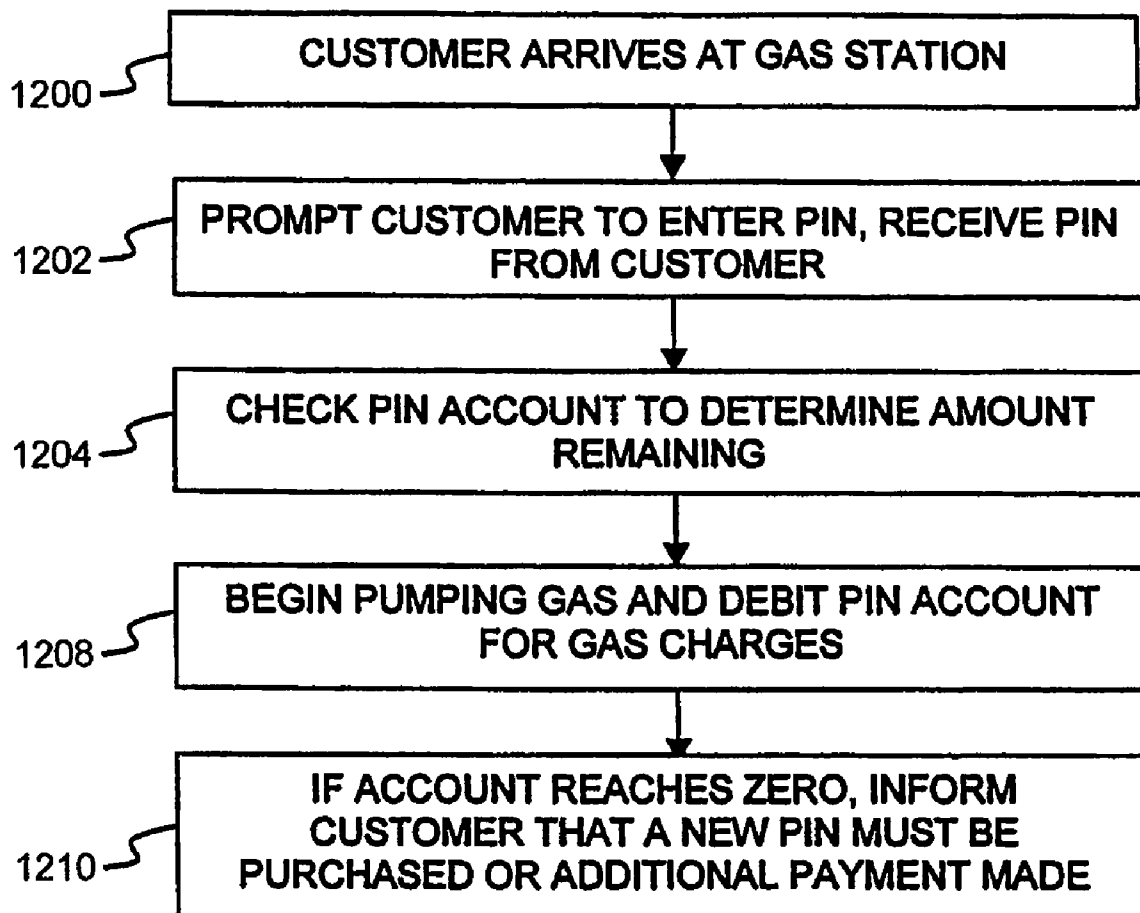 CUSTOMER ARRIVES AT GAS STATION
1200
PROMPT CUSTOMER TO ENTER PIN, RECEIVE PIN
FROM CUSTOMER
1202
CHECK PIN ACCOUNT TO DETERMINE AMOUNT
REMAINING
1204
BEGIN PUMPING GAS AND DEBIT PIN ACCOUNT
FOR GAS CHARGES
1208
IF ACCOUNT REACHES ZERO, INFORM
CUSTOMER THAT A NEW PIN MUST BE
PURCHASED OR ADDITIONAL PAYMENT MADE
1210